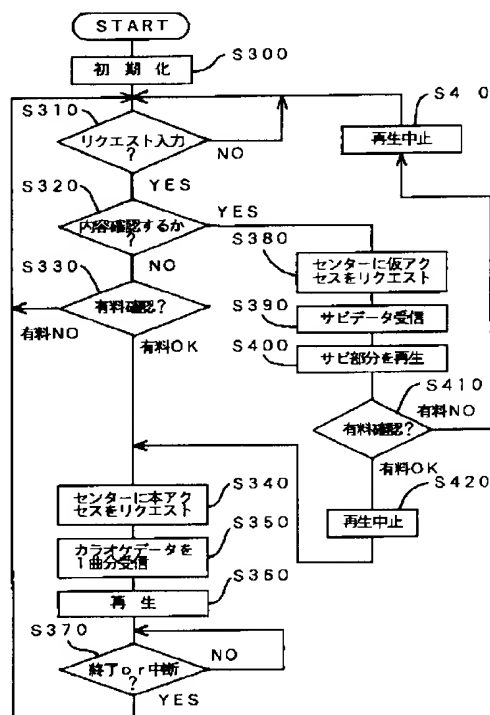 START
S300
初期化
S310
S4 0
リクエスト入力
?
NO
再生中止
YES
S320
内容確認するか
?
YES
S380
NO
センターに仮アク
セスをリクエスト
S330
有料確認?
S390
サビデータ受信
有料NO
有料OK
S400
サビ部分を再生
S410
有料確認?
有料NO
有料OK
S420
S340
センターに本アク
セスをリクエスト
再生中止
S350
カラオケデータを
1曲分受信
S360
再生
S370
終了or中断
?
NO
YES